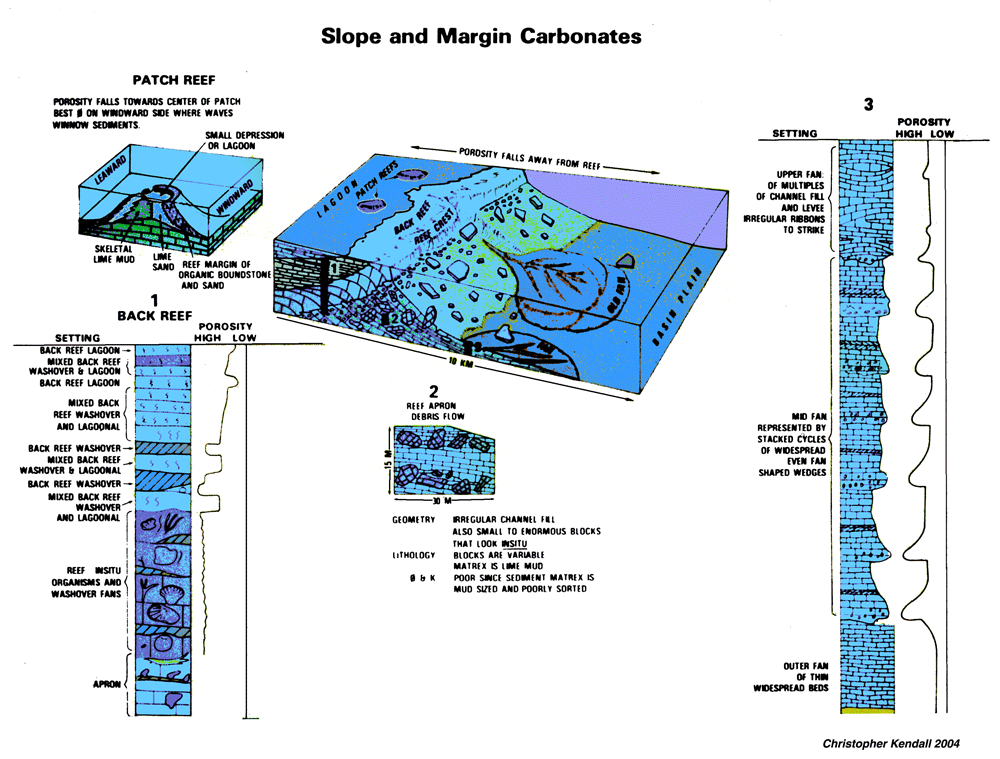 Slope and Margin Carbonates
PATCH REEF
POROSITY FALLS TOWARDS CENTER OF PATCH
BEST Ø ON WINDWARD SIDE WHERE WAVES
WINNOW SEDIMENTS.
SMALL DEPRESSION
OR LAGOON
LEAWARD
WINDWARD
SKELETAL
LIME MUD
LIME
SAND
REEF MARGIN OF
ORGANIC BOUNDSTONE
AND SAND
POROSITY FALLS AWAY FROM REEF
LAGOON
PATCH REEFS
BACK REEF
REEF CREST
OLD FAN
BASIN PLAIN
1
2
3
10 KM
1
BACK REEF
SETTING
POROSITY
HIGH LOW
BACK REEF LAGOON
MIXED BACK REEF
WASHOVER & LAGOON
BACK REEF LAGOON
MIXED BACK
REEF WASHOVER
AND LAGOONAL
BACK REEF WASHOVER
MIXED BACK REEF
WASHOVER & LAGOONAL
BACK REEF WASHOVER
MIXED BACK REEF
WASHOVER
AND LAGOONAL
REEF INSITU
ORGANISMS AND
WASHOVER FANS
APRON
2
REEF APRON
DEBRIS FLOW
15 M
30 M
GEOMETRY IRREGULAR CHANNEL FILL
ALSO SMALL TO ENORMOUS BLOCKS
THAT LOOK INSITU
LITHOLOGY BLOCKS ARE VARIABLE
MATREX IS LIME MUD
Ø & K POOR SINCE SEDIMENT MATREX IS
MUD SIZED AND POORLY SORTED
3
SETTING
POROSITY
HIGH LOW
UPPER FAN:
OF MULTIPLES
OF CHANNEL FILL
AND LEVEE
IRREGULAR RIBBONS
TO STRIKE
MID FAN
REPRESENTED BY
STACKED CYCLES
OF WIDESPREAD
EVEN FAN
SHAPED WEDGES
OUTER FAN
OF THIN
WIDESPREAD BEDS
Christopher Kendall 2004